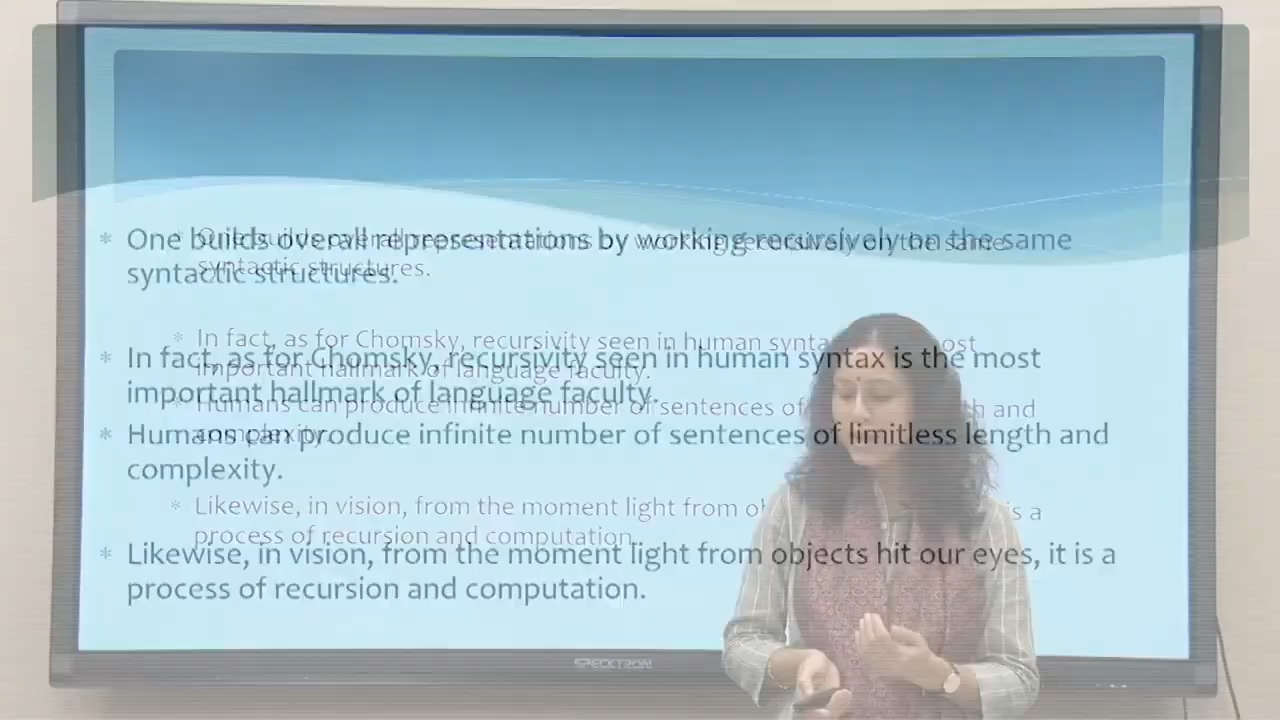 * One builds overall representations by working recursively on the same
syntactic structures.
* In fact, as for Chomsky, recursivity seen in human syntax is the most
important hallmark of language faculty.
* Humans can produce infinite number of sentences of limitless length and
complexity.
* Likewise, in vision, from the moment light from objects hit our eyes, it is a
process of recursion and computation.
SPECKTRON